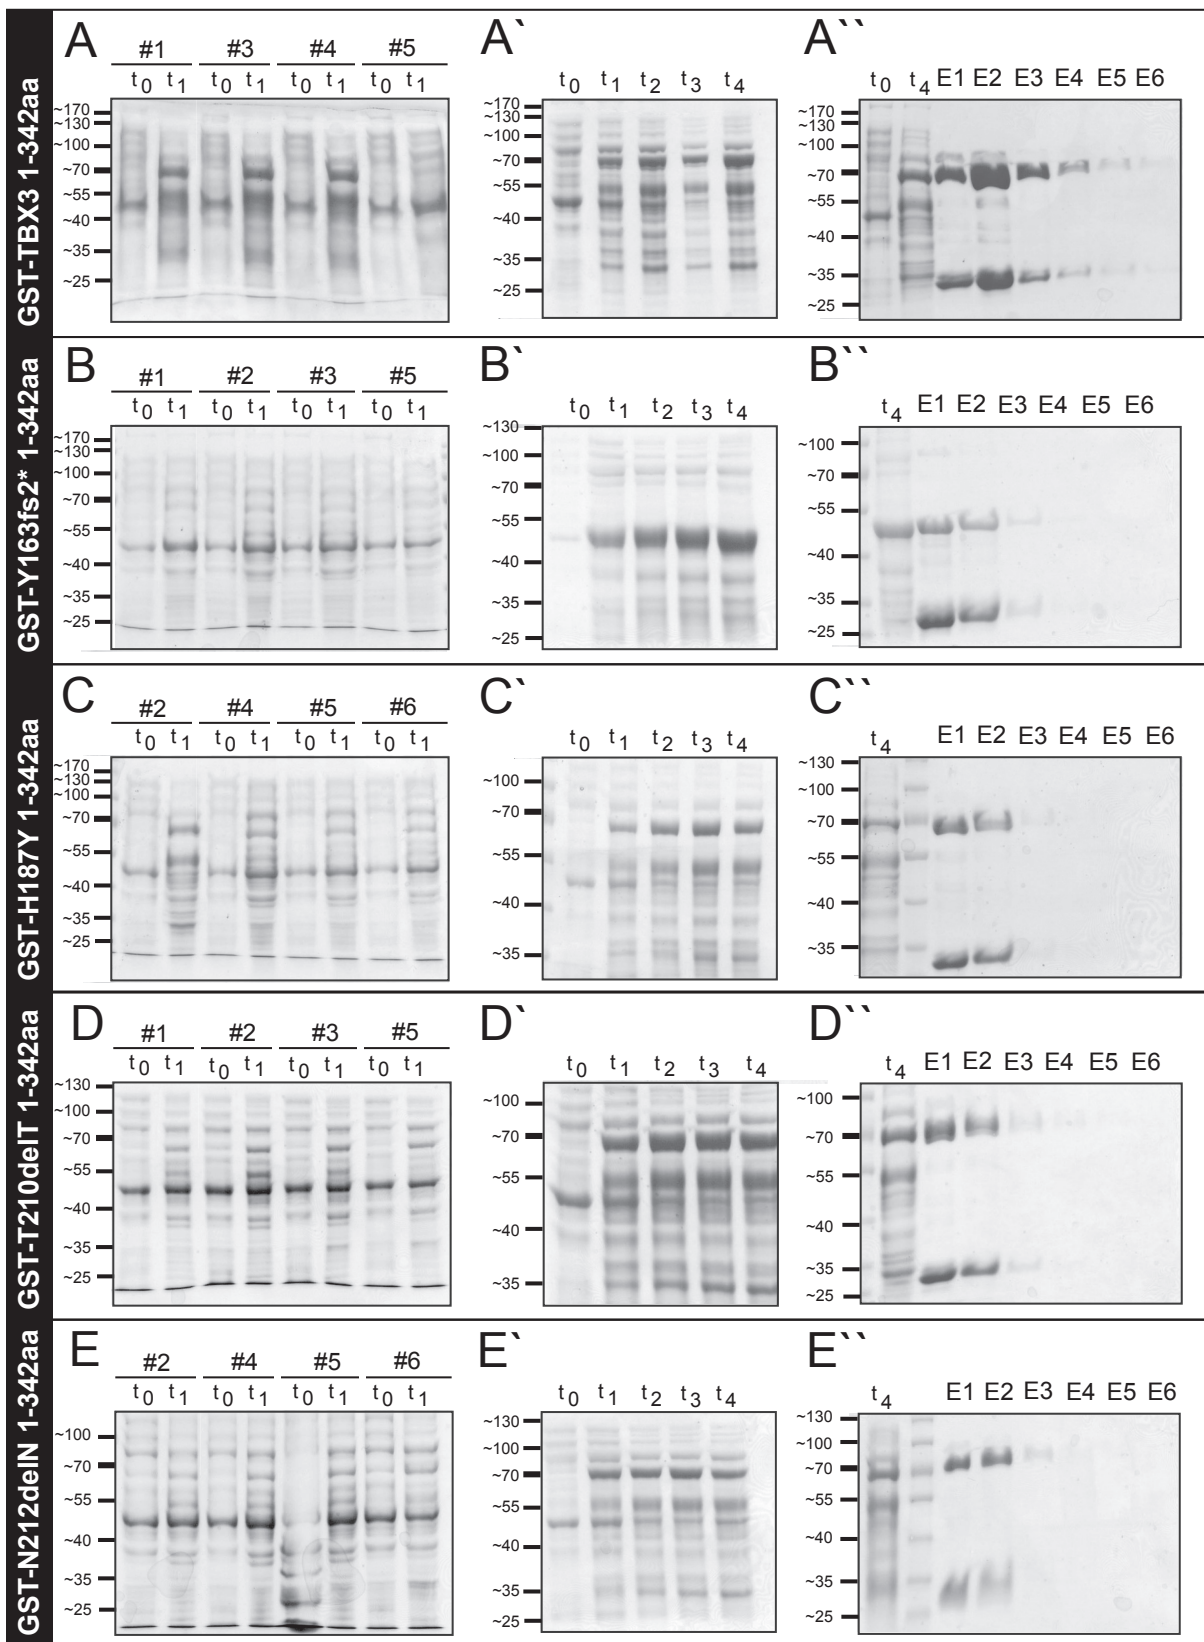 GST-TBX3 1-342aa
A
#1 #3 #4 #5
t0 t1 t0 t1 t0 t1 t0 t1
~170
~130
~100
~70
~55
~40
~35
~25
A`
t0 t1 t2 t3 t4
~170
~130
~100
~70
~55
~40
~35
~25
A``
t0 t4 E1 E2 E3 E4 E5 E6
~170
~130
~100
~70
~55
~40
~35
~25
GST-Y163fs2* 1-342aa
B
#1 #2 #3 #5
t0 t1 t0 t1 t0 t1 t0 t1
~170
~130
~100
~70
~55
~40
~35
~25
B`
t0 t1 t2 t3 t4
~130
~100
~70
~55
~40
~35
~25
B``
t4 E1 E2 E3 E4 E5 E6
~100
~70
~55
~40
~35
~25
GST-H187Y 1-342aa
C
#2 #4 #5 #6
t0 t1 t0 t1 t0 t1 t0 t1
~170
~130
~100
~70
~55
~40
~35
~25
C`
t0 t1 t2 t3 t4
~100
~70
~55
~40
~35
C``
t4 E1 E2 E3 E4 E5 E6
~130
~100
~70
~55
~40
~35
GST-T210delT 1-342aa
D
#1 #2 #3 #5
t0 t1 t0 t1 t0 t1 t0 t1
~130
~100
~70
~55
~40
~35
~25
D`
t0 t1 t2 t3 t4
~100
~70
~55
~40
~35
D``
t4 E1 E2 E3 E4 E5 E6
~100
~70
~55
~40
~35
~25
GST-N212delN 1-342aa
E
#2 #4 #5 #6
t0 t1 t0 t1 t0 t1 t0 t1
~100
~70
~55
~40
~35
~25
E`
t0 t1 t2 t3 t4
~130
~100
~70
~55
~40
~35
~25
E``
t4 E1 E2 E3 E4 E5 E6
~130
~100
~70
~55
~40
~35
~25